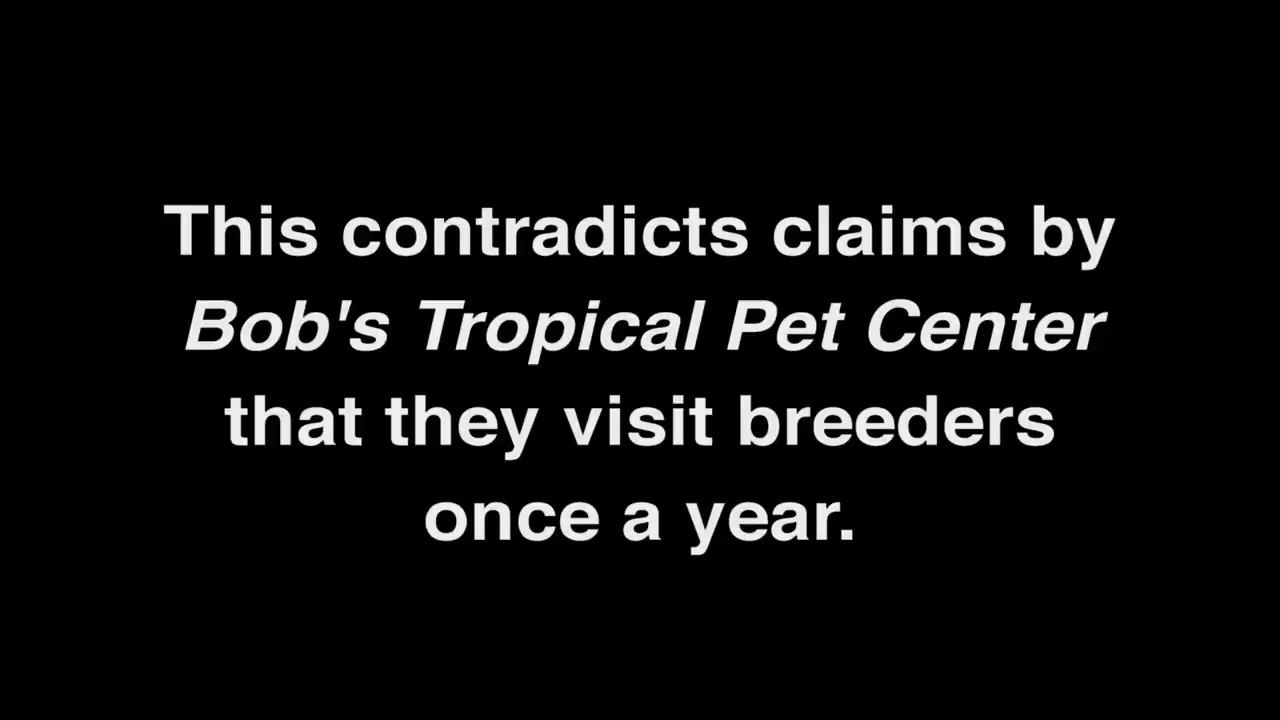 This contradicts claims by
Bob's Tropical Pet Center
that they visit breeders
once a year.